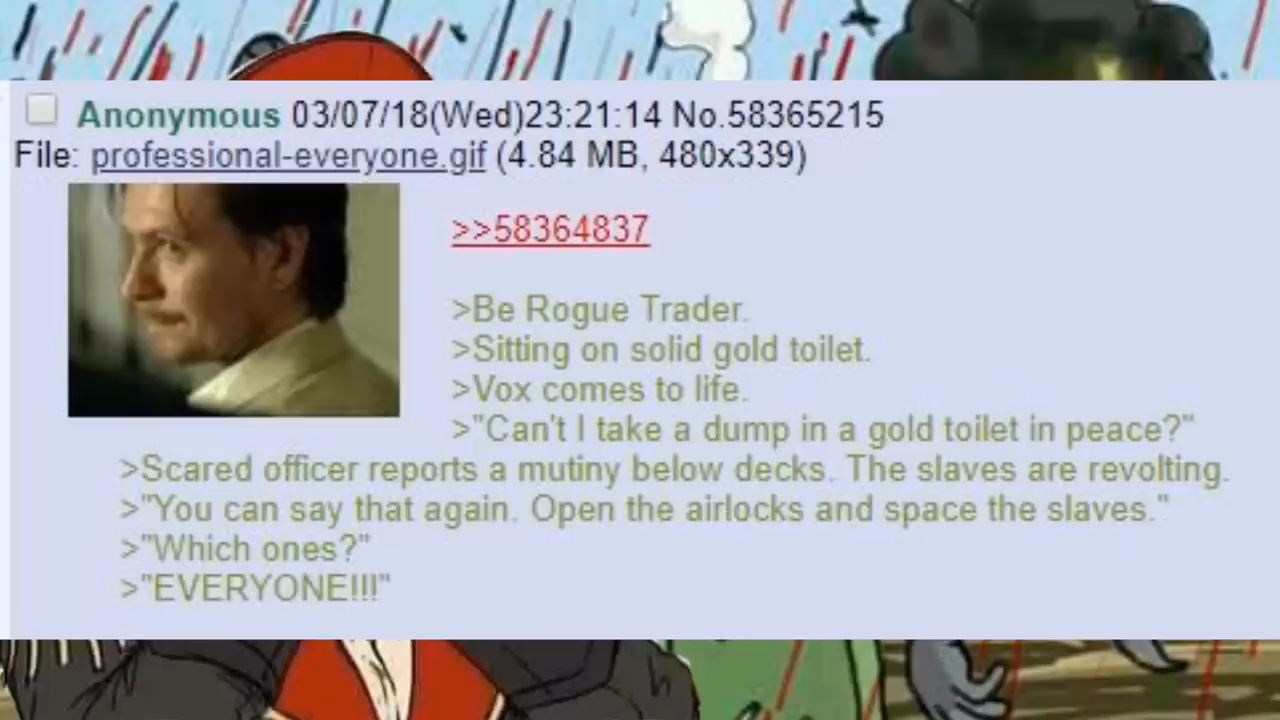 Anonymous 03/07/18(Wed)23:21:14 No.58365215
File: professional-everyone.gif (4.84 MB, 480x339)
>>58364837
>Be Rogue Trader.
>Sitting on solid gold toilet.
>Vox comes to life.
>"Can't I take a dump in a gold toilet in peace?"
>Scared officer reports a mutiny below decks. The slaves are revolting.
>"You can say that again. Open the airlocks and space the slaves."
>"Which ones?"
>"EVERYONE!!!"